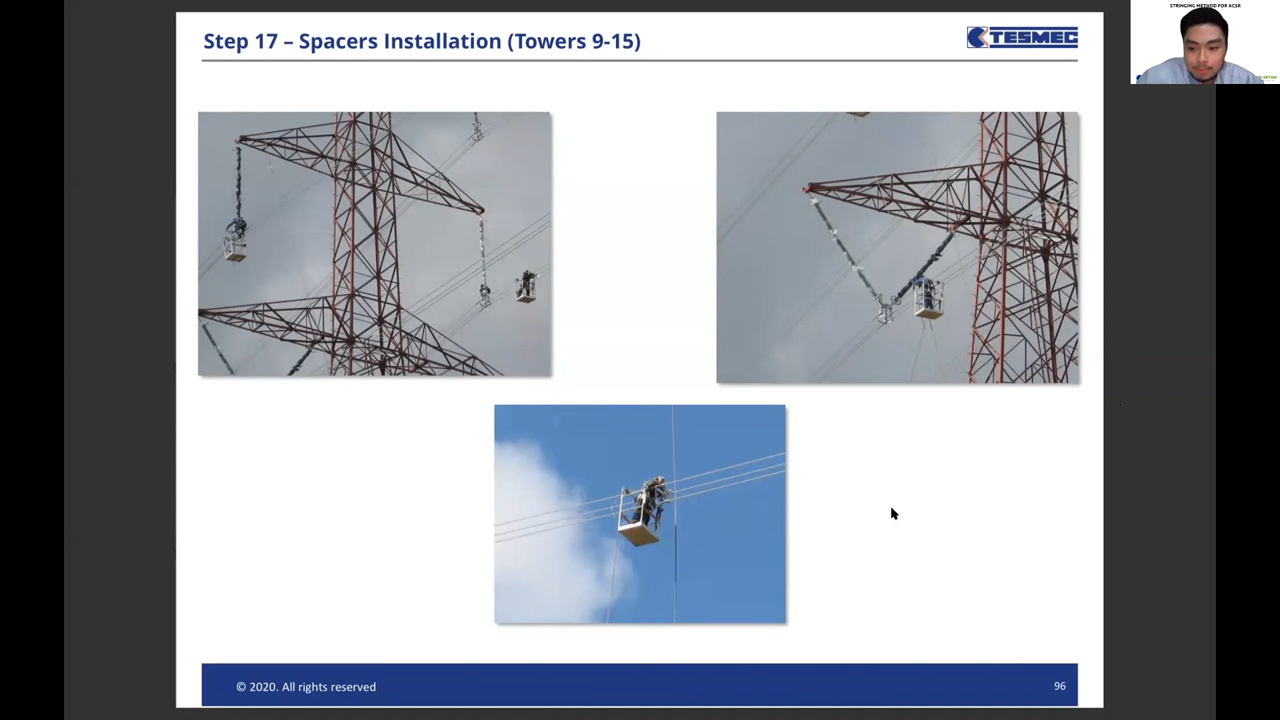 Step 17 – Spacers Installation (Towers 9-15)
TESMEC
STRINGING METHOD FOR ACSR
© 2020. All rights reserved
96